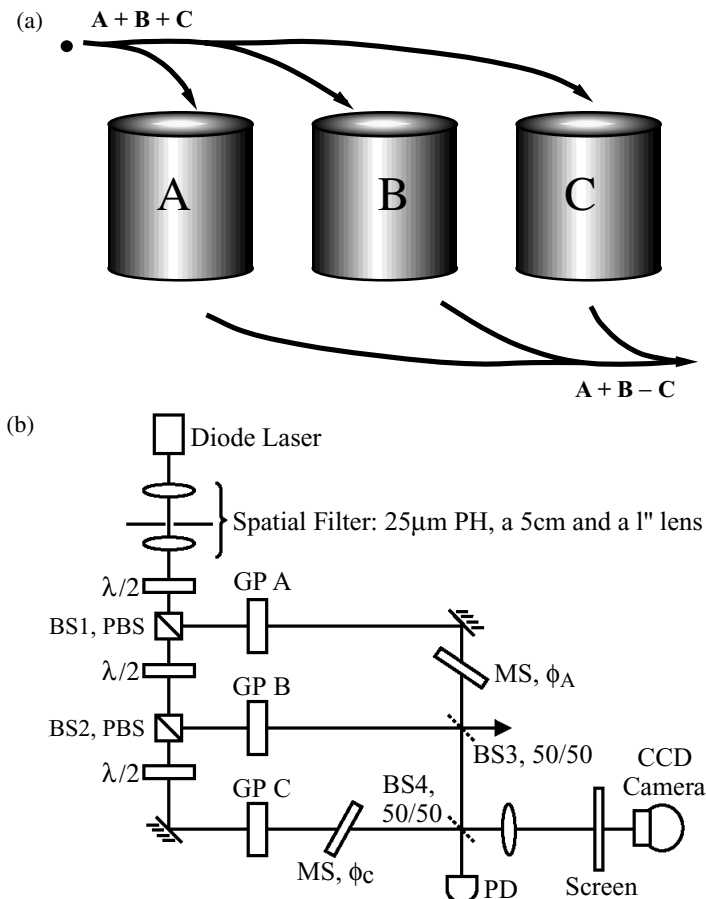 (a)
A + B + C
A
B
C
A + B – C
(b)
Diode Laser
Spatial Filter: 25μm PH, a 5cm and a l" lens
λ/2
GP A
BS1, PBS
MS, ϕA
λ/2
GP B
BS2, PBS
BS3, 50/50
λ/2
BS4,
50/50
CCD
Camera
GP C
MS, ϕC
PD
Screen